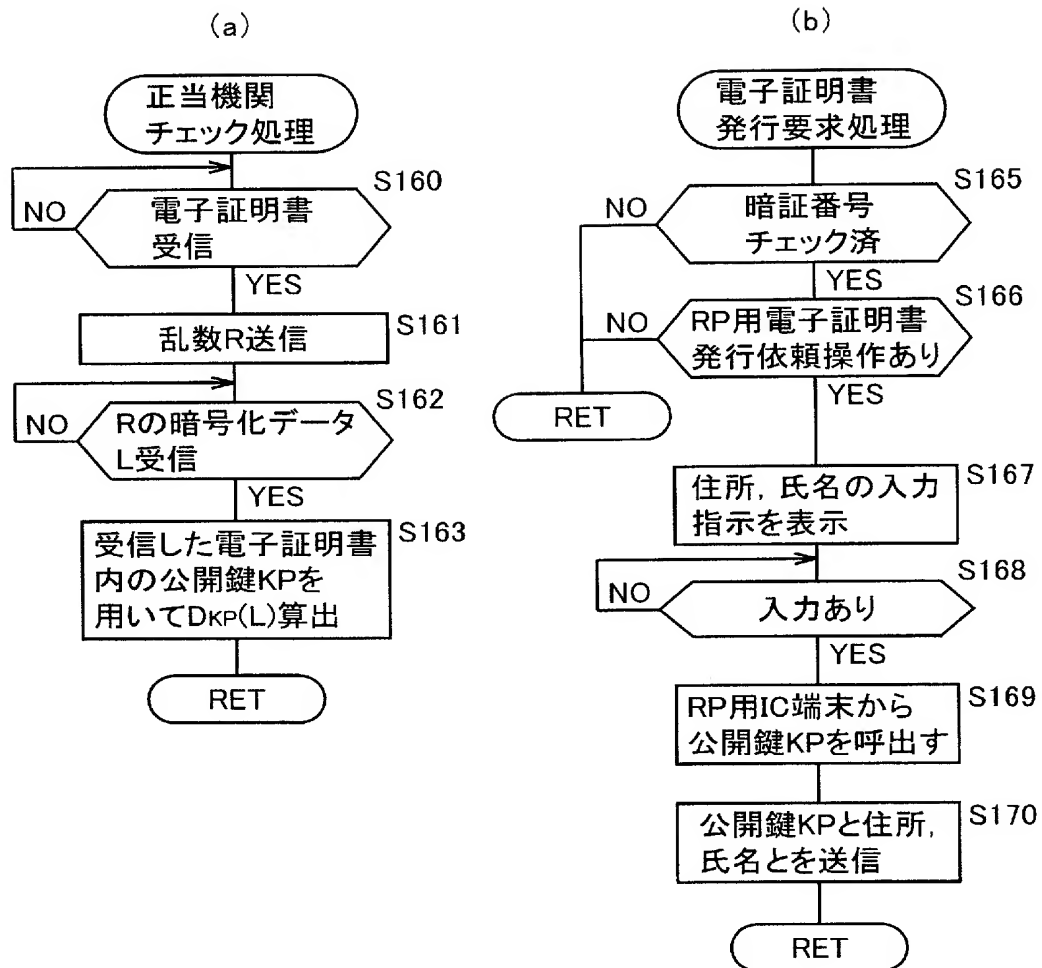 (a)
正当機関
チェック処理
S160
NO
電子証明書
受信
YES
乱数R送信
S161
S162
NO
Rの暗号化データ
L受信
YES
受信した電子証明書
内の公開鍵KPを
用いてDKP(L)算出
S163
RET
(b)
電子証明書
発行要求処理
S165
NO
暗証番号
チェック済
YES
S166
NO
RP用電子証明書
発行依頼操作あり
YES
RET
住所，氏名の入力
指示を表示
S167
S168
NO
入力あり
YES
RP用IC端末から
公開鍵KPを呼出す
S169
公開鍵KPと住所，
氏名とを送信
S170
RET